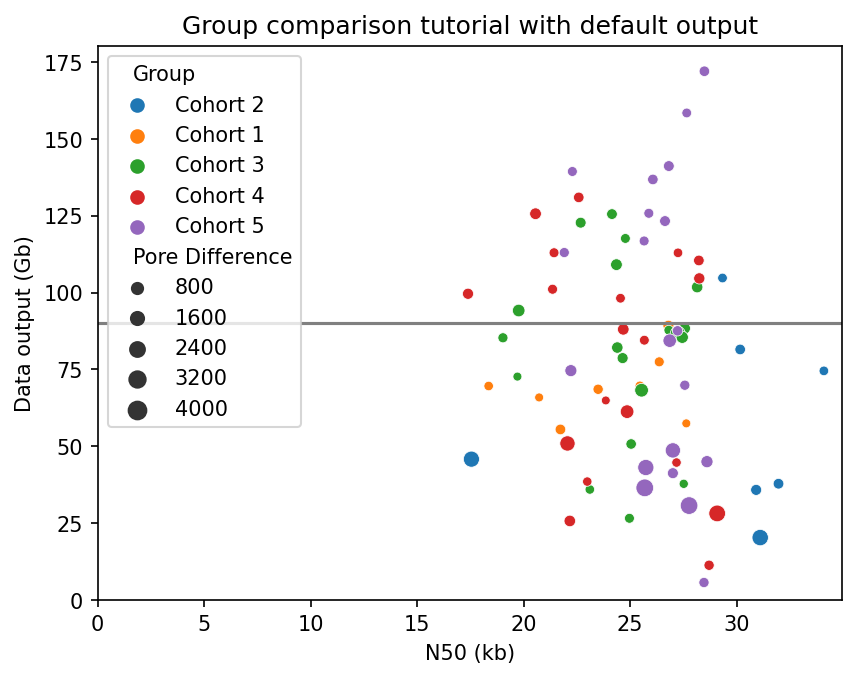 Group comparison tutorial with default output
Data output (Gb)
175
150
125
100
75
50
25
0
Group
Cohort 2
Cohort 1
Cohort 3
Cohort 4
Cohort 5
Pore Difference
800
1600
2400
3200
4000
0 5 10 15 20 25 30
N50 (kb)